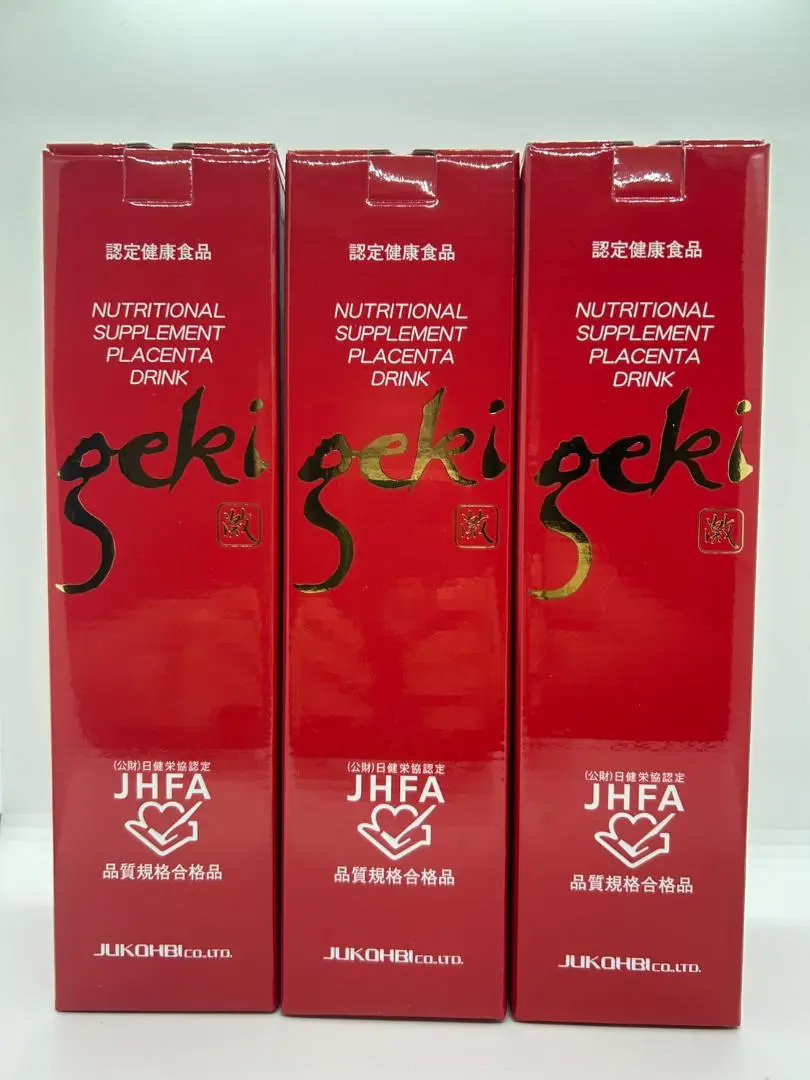 認定健康食品
NUTRITIONAL
SUPPLEMENT
PLACENTA
DRINK
geki
激
(公財)日健栄協認定
JHFA
品質規格合格品
JUKOHBI CO.,LTD.
認定健康食品
NUTRITIONAL
SUPPLEMENT
PLACENTA
DRINK
geki
激
(公財)日健栄協認定
JHFA
品質規格合格品
JUKOHBI CO.,LTD.
認定健康食品
NUTRITIONAL
SUPPLEMENT
PLACENTA
DRINK
geki
激
(公財)日健栄協認定
JHFA
品質規格合格品
JUKOHBI CO.,LTD.